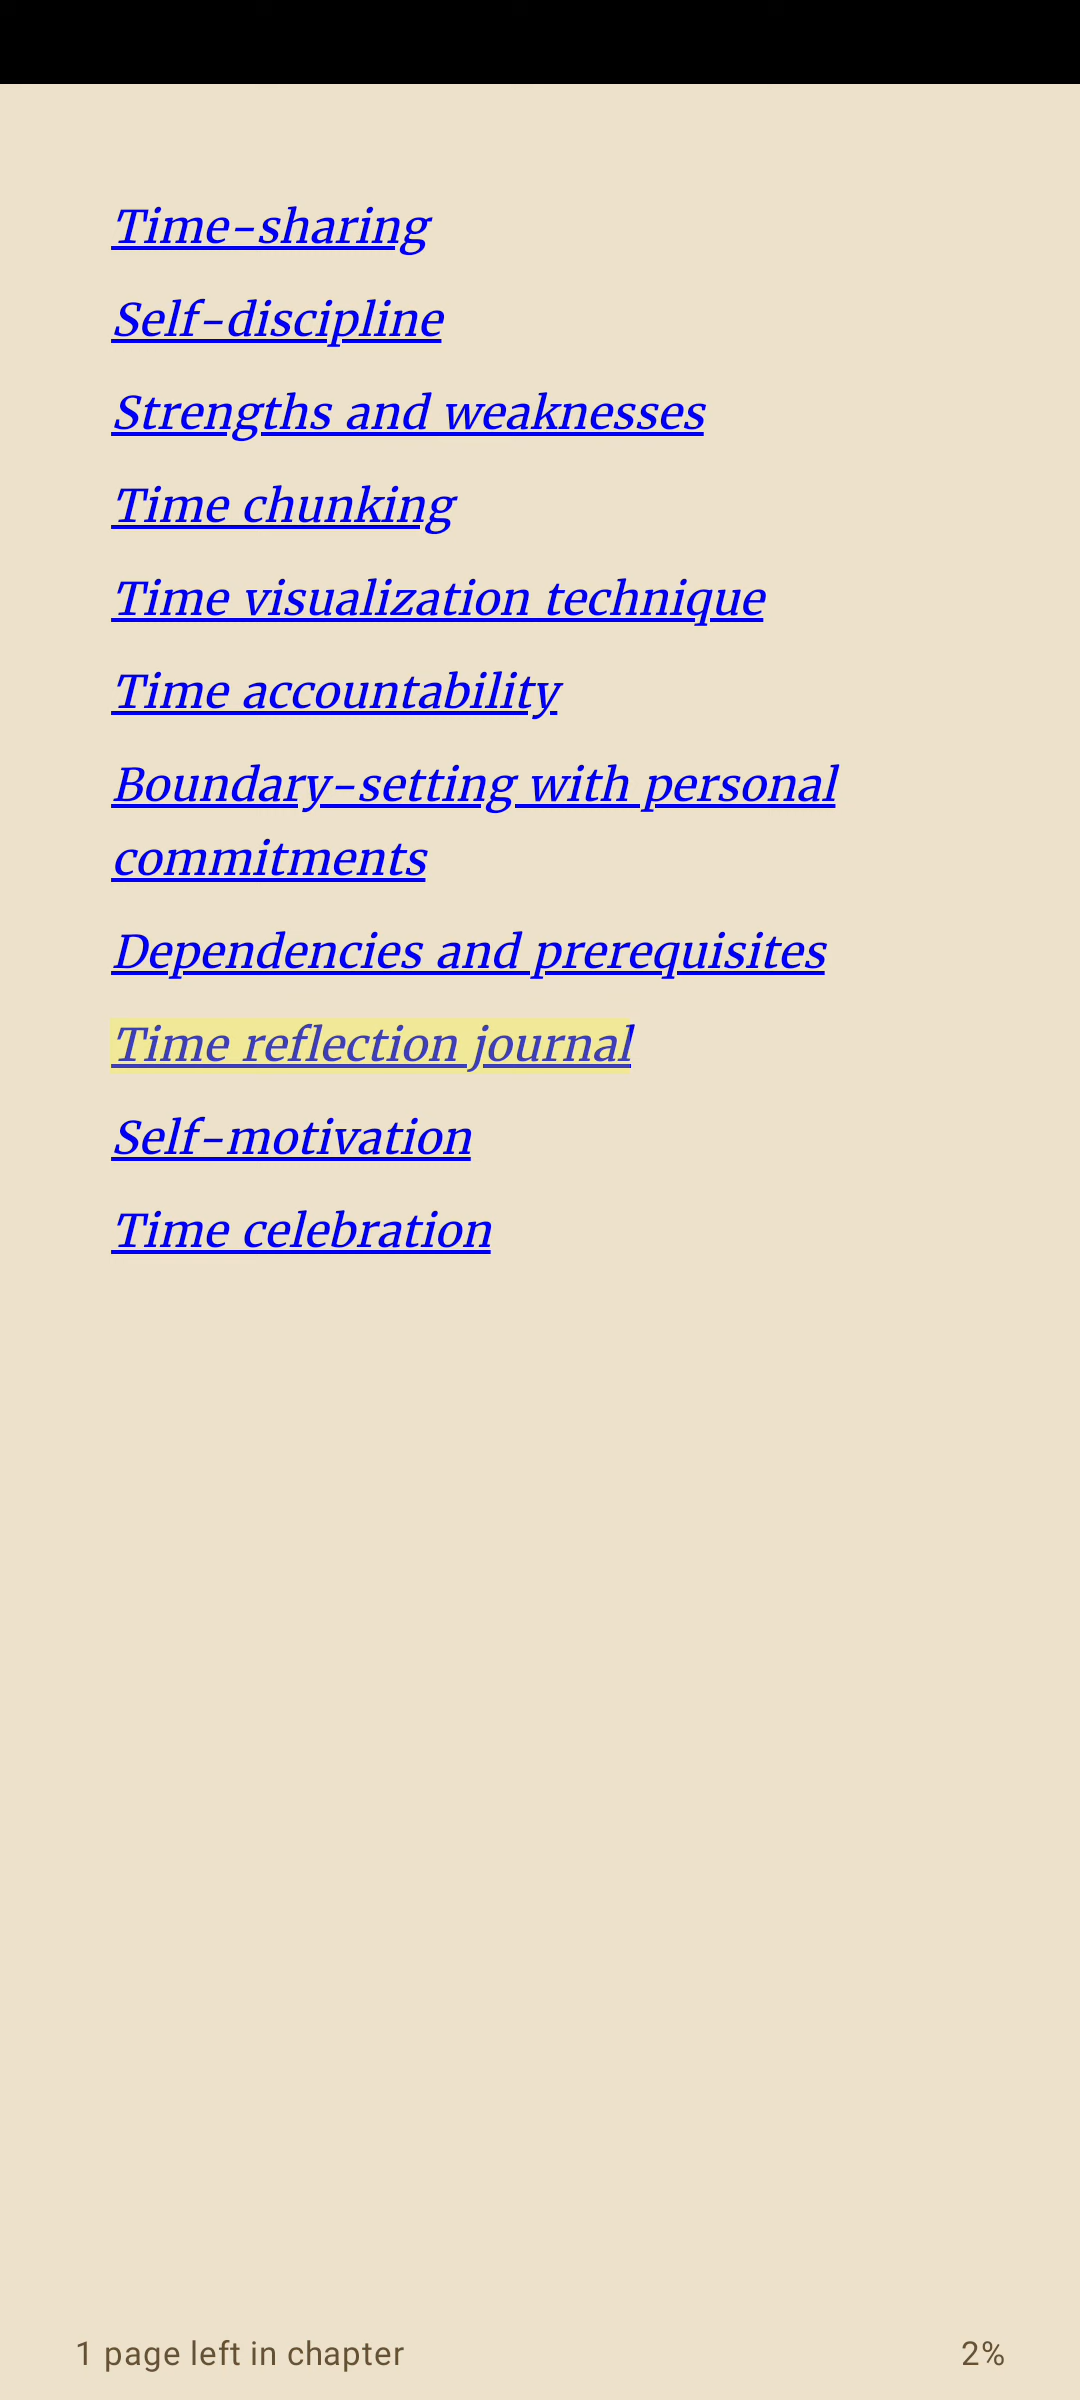 Time-sharing
Self-discipline
Strengths and weaknesses
Time chunking
Time visualization technique
Time accountability
Boundary-setting with personal
commitments
Dependencies and prerequisites
Time reflection journal
Self-motivation
Time celebration
1 page left in chapter 2%